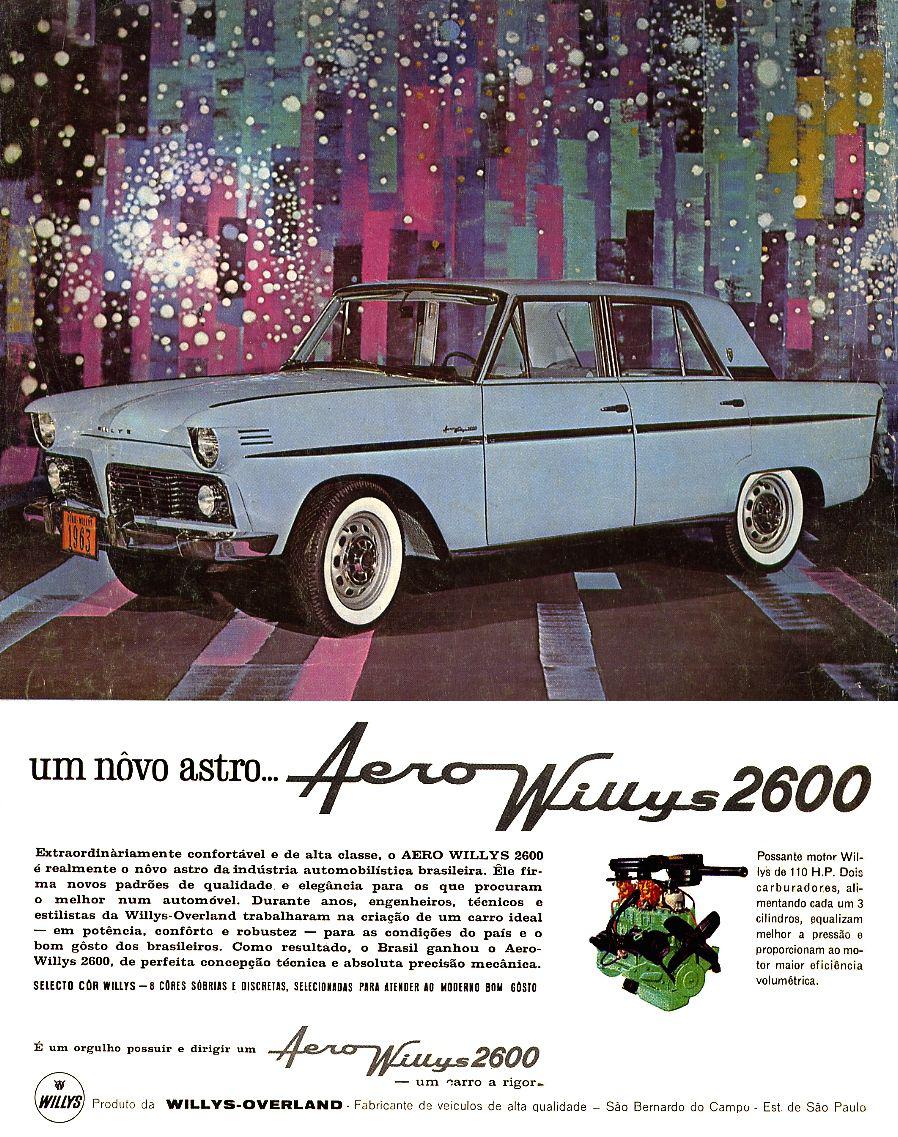 WILLYS
Aero Willys 2600
AERO-WILLYS
1963
um nôvo astro... Aero Willys 2600
Extraordinàriamente confortável e de alta classe, o AERO WILLYS 2600
é realmente o nôvo astro da indústria automobilística brasileira. Êle fir-
ma novos padrões de qualidade e elegância para os que procuram
o melhor num automóvel. Durante anos, engenheiros, técnicos e
estilistas da Willys-Overland trabalharam na criação de um carro ideal
— em potência, confôrto e robustez — para as condições do país e o
bom gôsto dos brasileiros. Como resultado, o Brasil ganhou o Aero-
Willys 2600, de perfeita concepção técnica e absoluta precisão mecânica.
SELECTO CÔR WILLYS — 8 CÔRES SÓBRIAS E DISCRETAS, SELECIONADAS PARA ATENDER AO MODERNO BOM GÔSTO
Possante motor Wil-
lys de 110 H.P. Dois
carburadores, ali-
mentando cada um 3
cilindros, equalizam
melhor a pressão e
proporcionam ao mo-
tor maior eficiência
volumétrica.
É um orgulho possuir e dirigir um Aero Willys 2600
— um carro a rigor.
W
WILLYS
Produto da WILLYS-OVERLAND - Fabricante de veículos de alta qualidade – São Bernardo do Campo - Est. de São Paulo